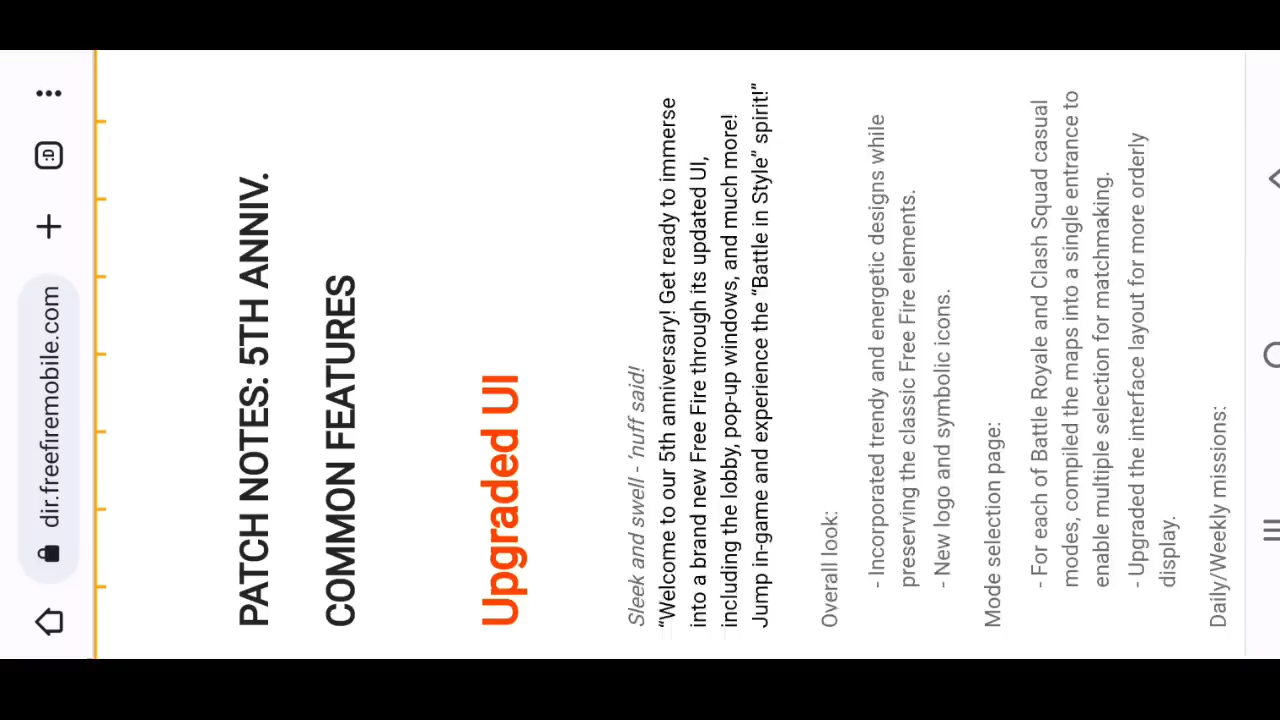 dir.freefiremobile.com
:D
PATCH NOTES: 5TH ANNIV.
COMMON FEATURES
Upgraded UI
Sleek and swell - 'nuff said!
“Welcome to our 5th anniversary! Get ready to immerse
into a brand new Free Fire through its updated UI,
including the lobby, pop-up windows, and much more!
Jump in-game and experience the “Battle in Style” spirit!”
Overall look:
- Incorporated trendy and energetic designs while
preserving the classic Free Fire elements.
- New logo and symbolic icons.
Mode selection page:
- For each of Battle Royale and Clash Squad casual
modes, compiled the maps into a single entrance to
enable multiple selection for matchmaking.
- Upgraded the interface layout for more orderly
display.
Daily/Weekly missions: